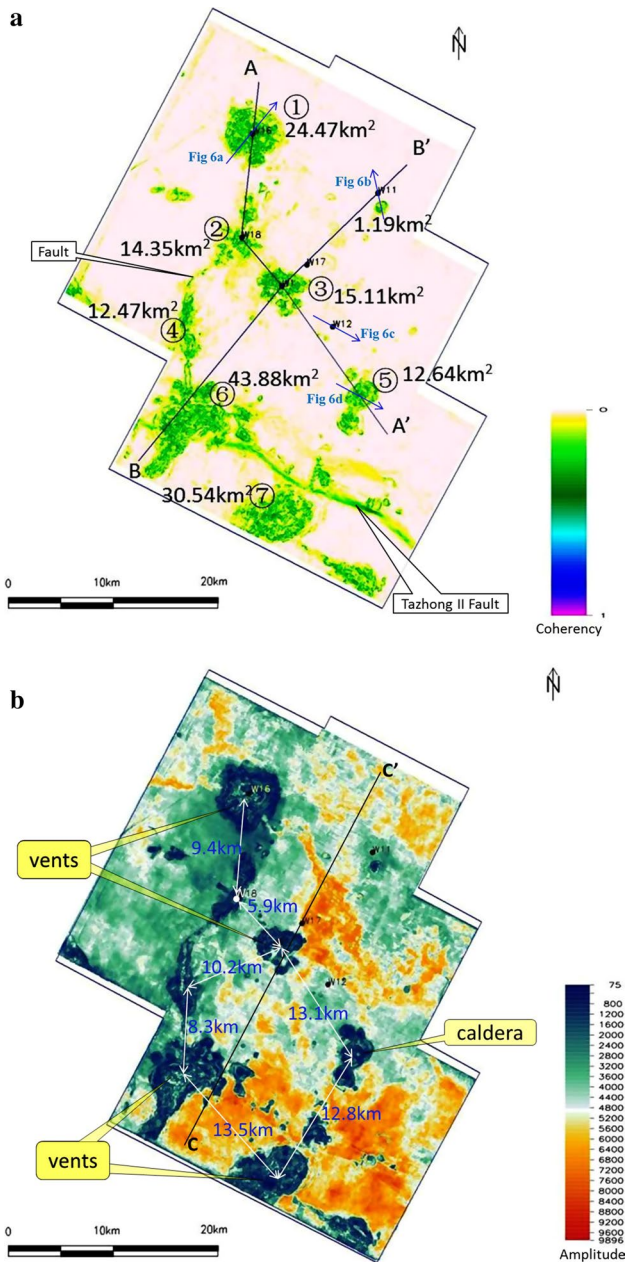 a
N
A
①
W16
24.47km²
B'
Fig 6a
Fig 6b
W11
②
W18
1.19km²
14.35km²
W17
Fault
③
15.11km²
12.47km²
④
W12
Fig 6c
43.88km²
⑤
12.64km²
⑥
Fig 6d
A'
B
30.54km²
⑦
0
10km
20km
Tazhong II Fault
0
1
Coherency
b
N
C'
W16
vents
9.4km
W11
W18
5.9km
W17
10.2km
W12
13.1km
8.3km
caldera
12.8km
vents
13.5km
C
0
10km
20km
75
800
1200
1600
2000
2400
2800
3200
3600
4000
4400
4800
5200
5600
6000
6400
6800
7200
7600
8000
8400
8800
9200
9600
9896
Amplitude